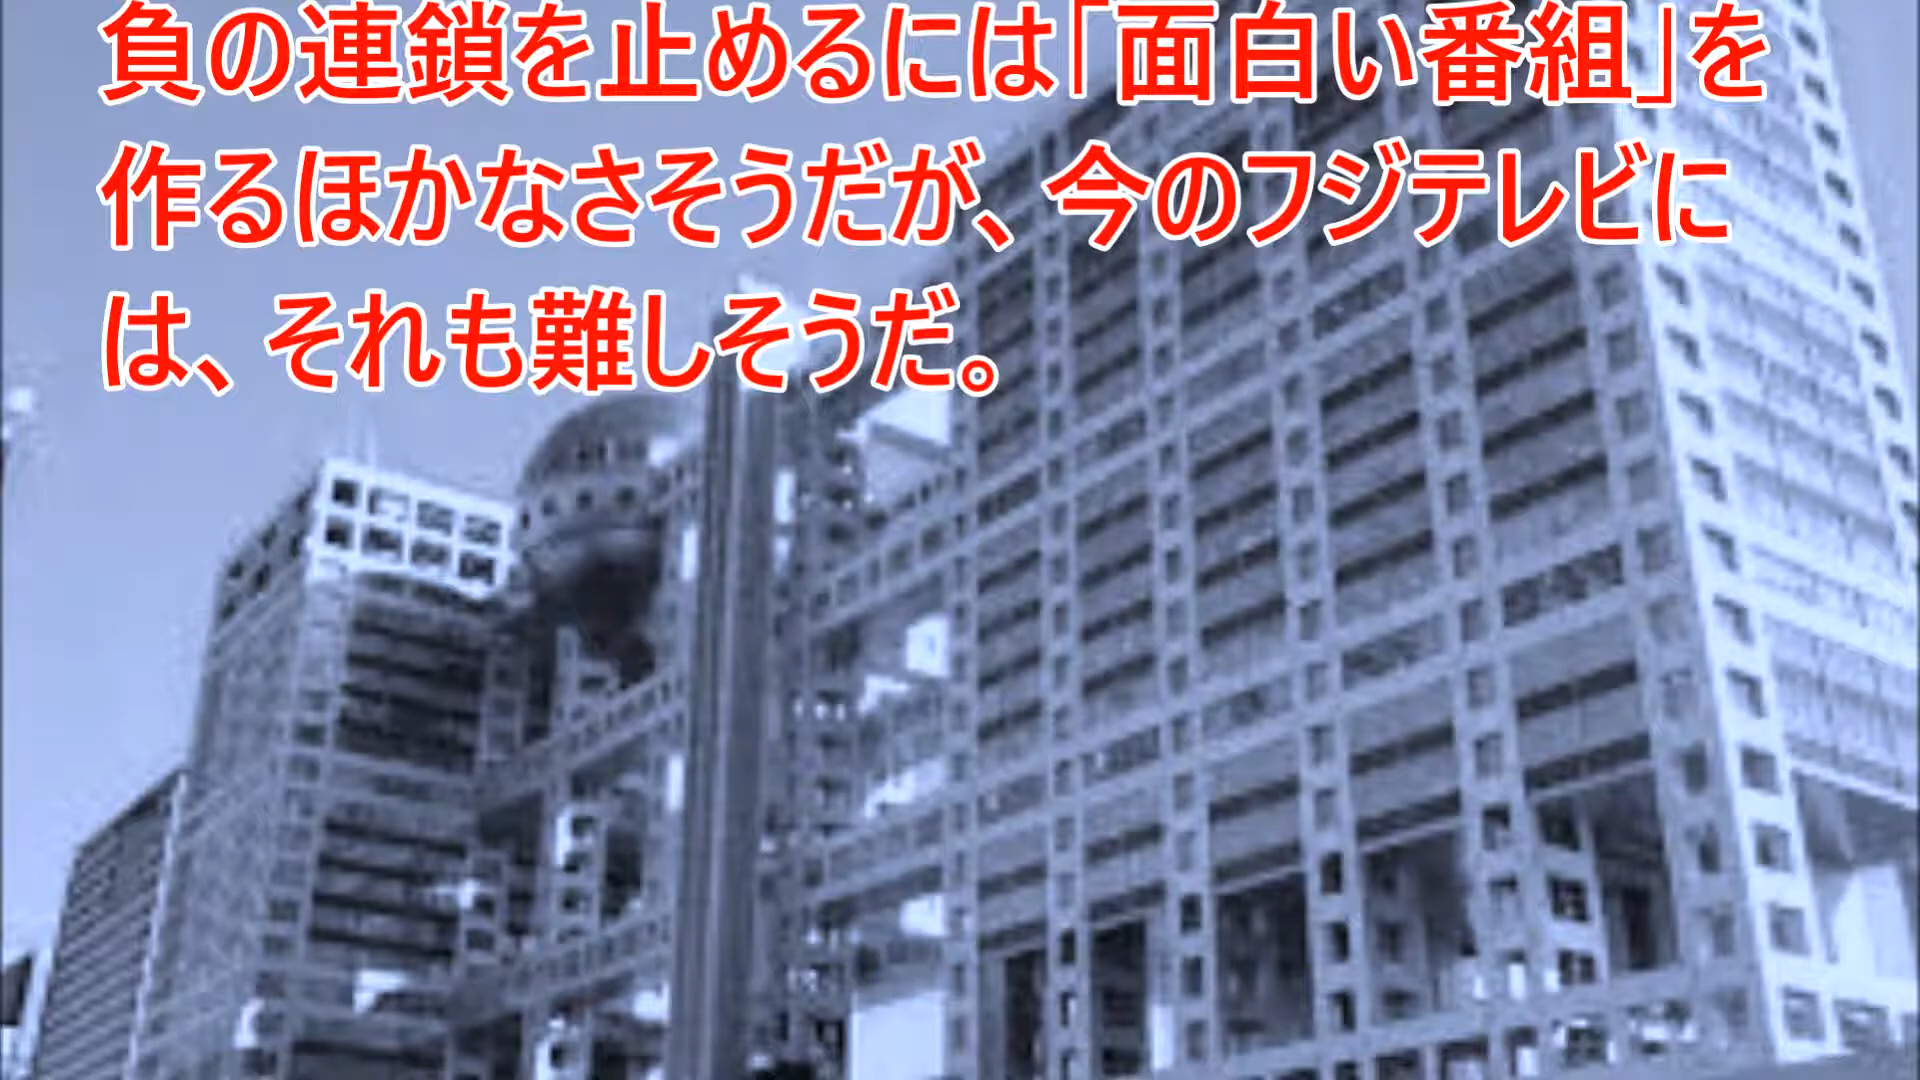 負の連鎖を止めるには「面白い番組」を
作るほかなさそうだが、今のフジテレビに
は、それも難しそうだ。